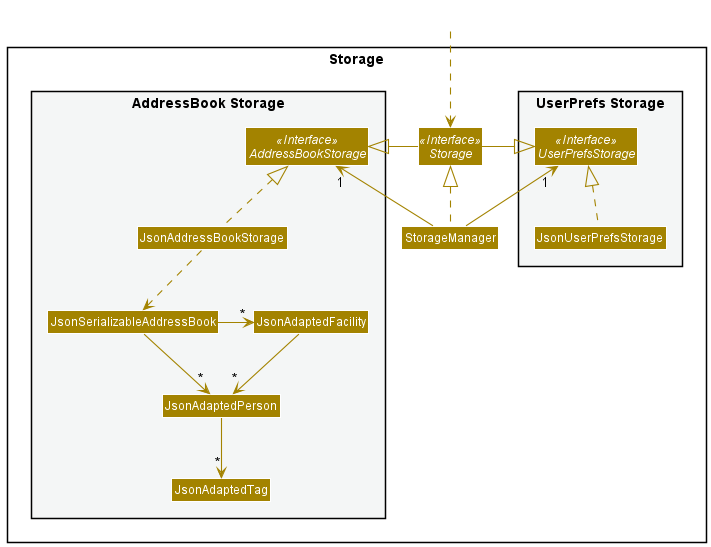 Storage
AddressBook Storage
UserPrefs Storage
«Interface»
AddressBookStorage
«Interface»
Storage
«Interface»
UserPrefsStorage
1
1
JsonAddressBookStorage
StorageManager
JsonUserPrefsStorage
JsonSerializableAddressBook
*
JsonAdaptedFacility
*
*
JsonAdaptedPerson
*
JsonAdaptedTag